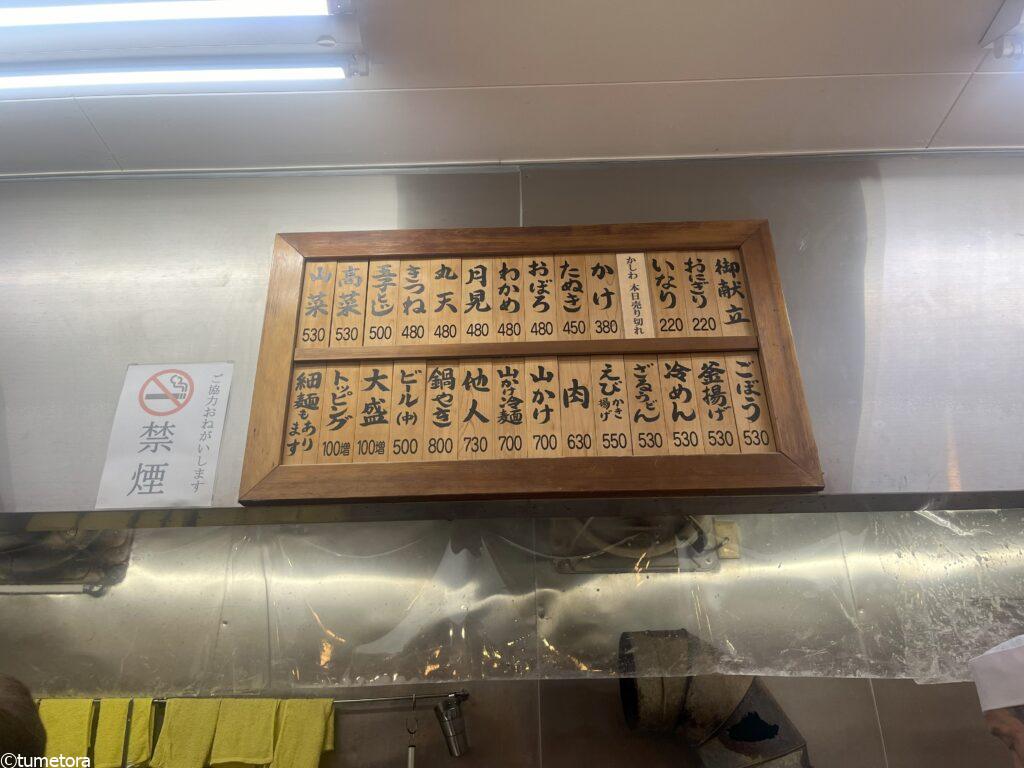 御献立
おにぎり 220
いなり 220
かしわ 本日売り切れ
かけ 380
たぬき 450
おぼろ 480
わかめ 480
月見 480
丸天 480
きつね 480
玉子とじ 500
高菜 530
山菜 530
ごぼう 530
釜揚げ 530
冷めん 530
ざるうどん 530
えび かき揚げ 550
肉 630
山かけ 700
山かけ冷麺 700
他人 730
鍋やき 800
ビール(中) 500
大盛 100増
トッピング 100増
細麺もあります
ご協力おねがいします
禁煙
©tumetora